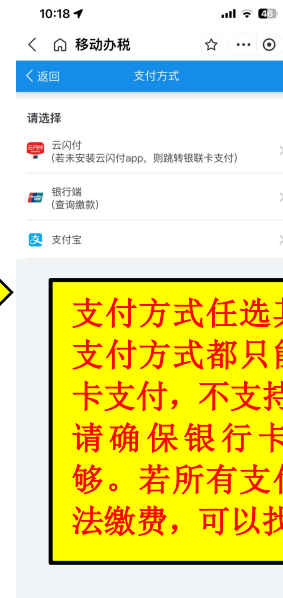 10:18
46
移动办税
返回 支付方式
请选择
云闪付
(若未安装云闪付app，则跳转银联卡支付)
银行端
(查询缴款)
支付宝
支付方式任选
支付方式都只
卡支付，不支持
请确保银行卡
够。若所有支付
法缴费，可以找